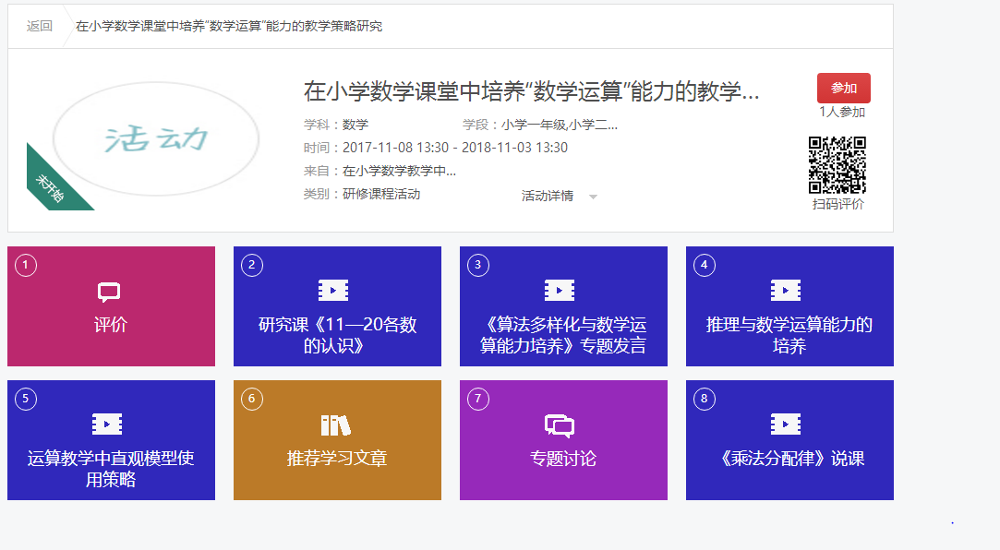 返回
在小学数学课堂中培养“数学运算”能力的教学策略研究
活动
未开始
在小学数学课堂中培养“数学运算”能力的教学...
学科：数学
学段：小学一年级,小学二...
时间：2017-11-08 13:30 - 2018-11-03 13:30
来自：在小学数学教学中...
类别：研修课程活动
活动详情
参加
1人参加
扫码评价
1
评价
2
研究课《11—20各数
的认识》
3
《算法多样化与数学运
算能力培养》专题发言
4
推理与数学运算能力的
培养
5
运算教学中直观模型使
用策略
6
推荐学习文章
7
专题讨论
8
《乘法分配律》说课